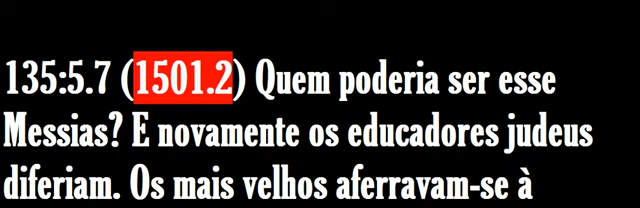 135:5.7 (1501.2) Quem poderia ser esse
Messias? E novamente os educadores judeus
diferiam. Os mais velhos aferravam-se à